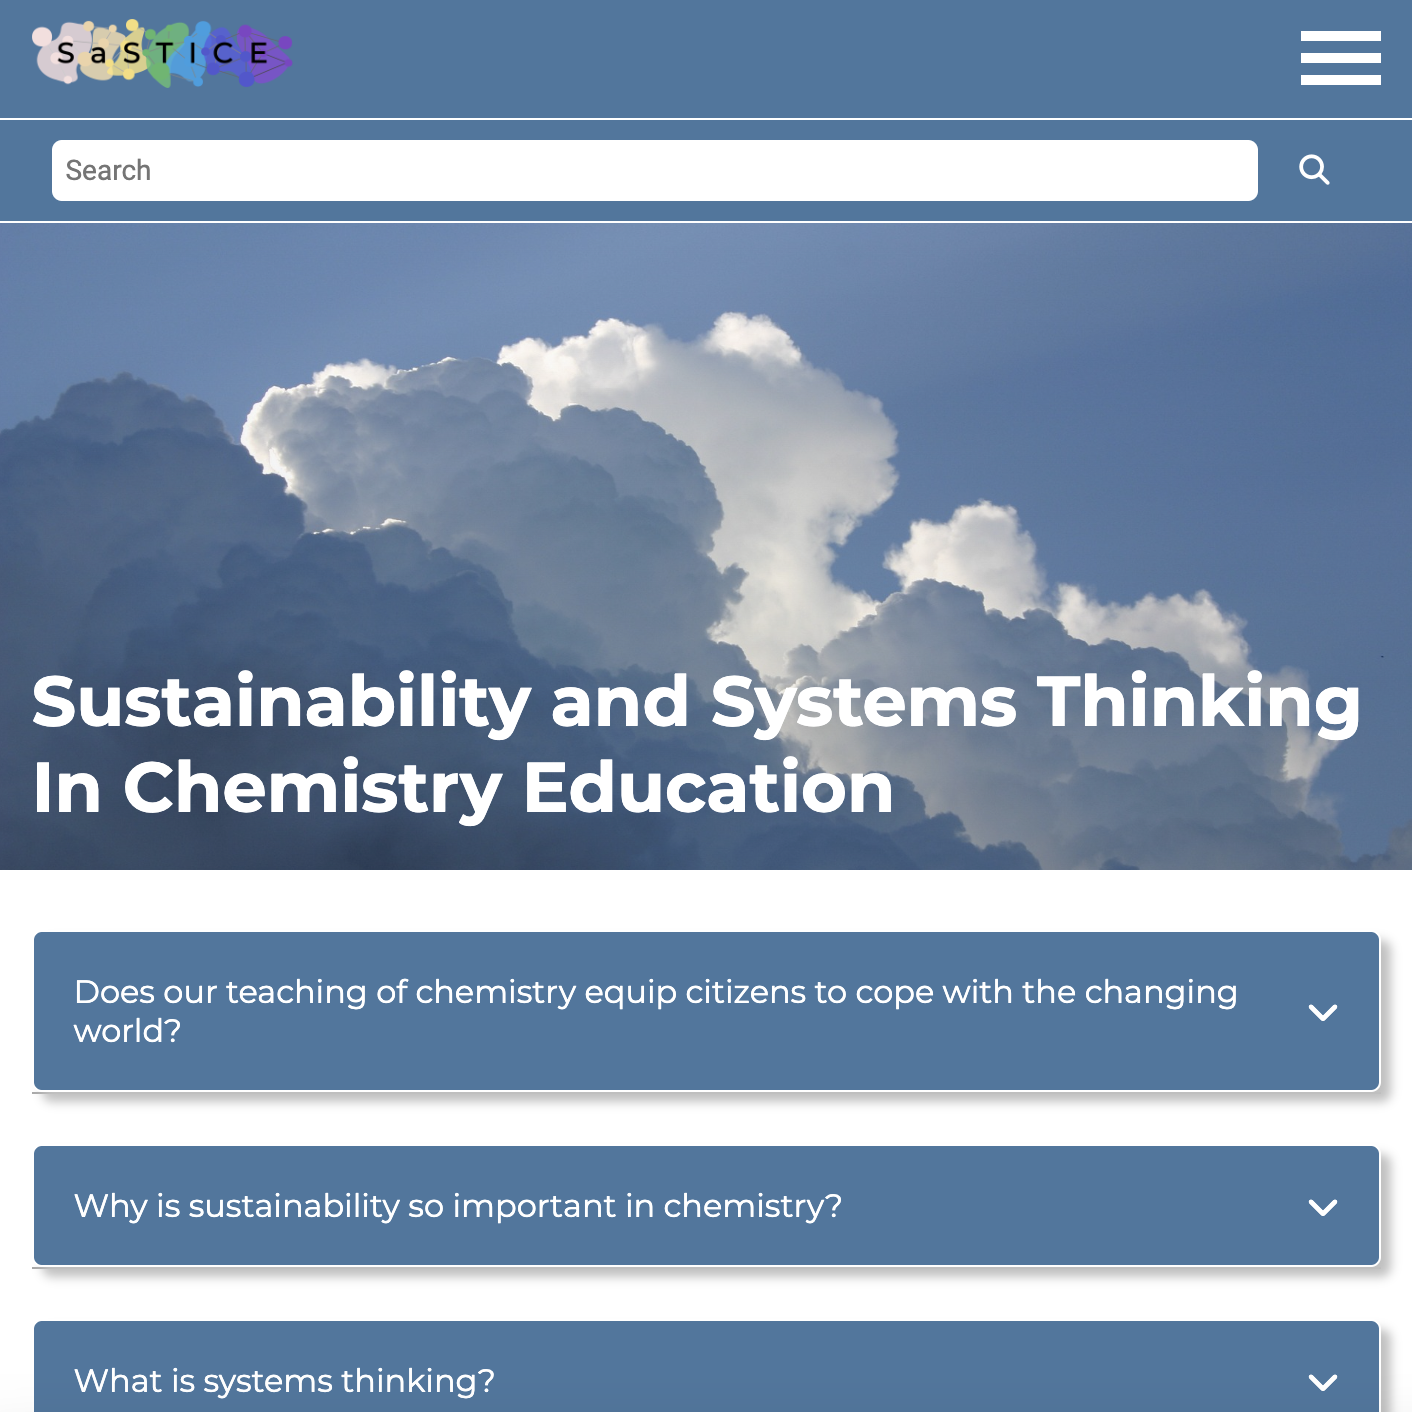 SaSTICE
Search
Sustainability and Systems Thinking
In Chemistry Education
Does our teaching of chemistry equip citizens to cope with the changing
world?
Why is sustainability so important in chemistry?
What is systems thinking?